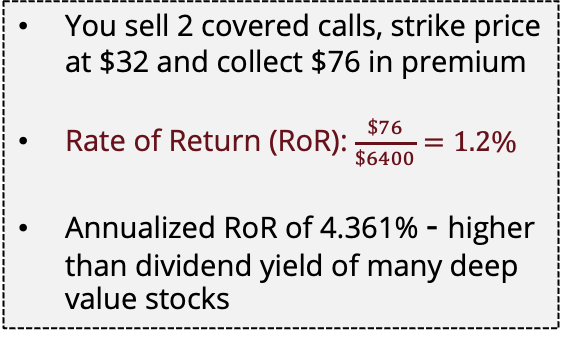 • You sell 2 covered calls, strike price
at $32 and collect $76 in premium
• Rate of Return (RoR): $76/$6400 = 1.2%
• Annualized RoR of 4.361% - higher
than dividend yield of many deep
value stocks